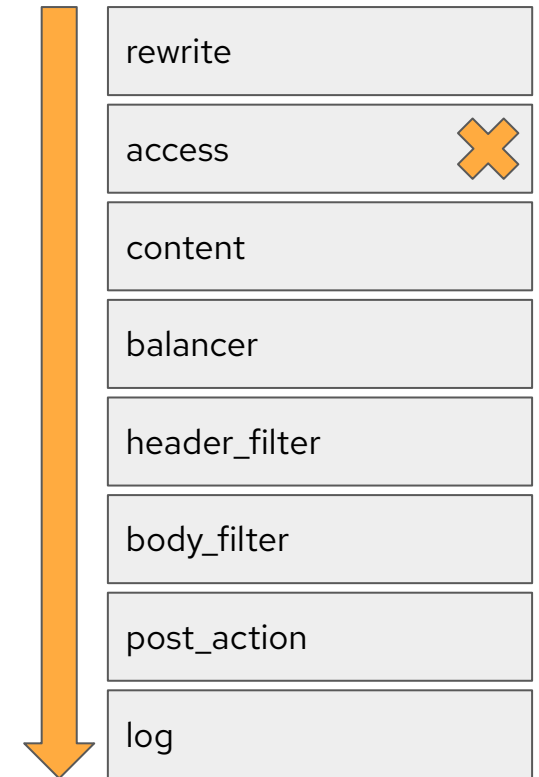 rewrite
access
content
balancer
header_filter
body_filter
post_action
log